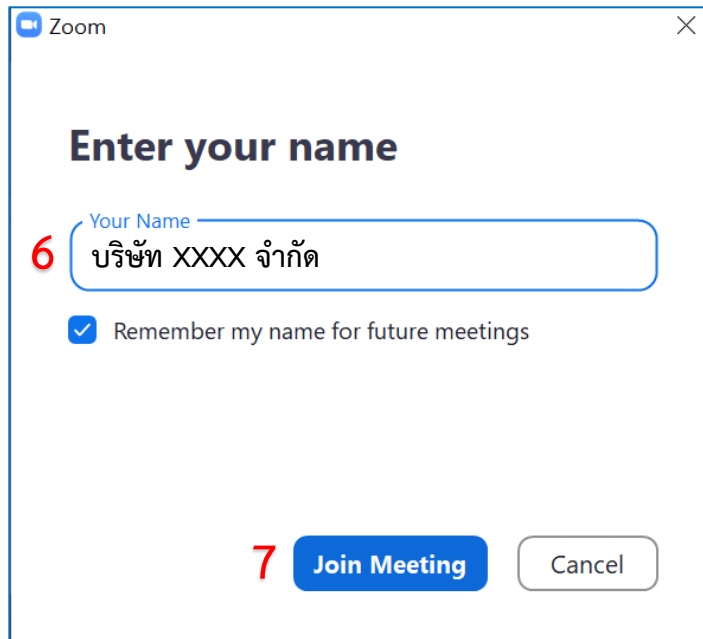 Zoom
Enter your name
Your Name
6 บริษัท XXXX จำกัด
Remember my name for future meetings
7 Join Meeting Cancel